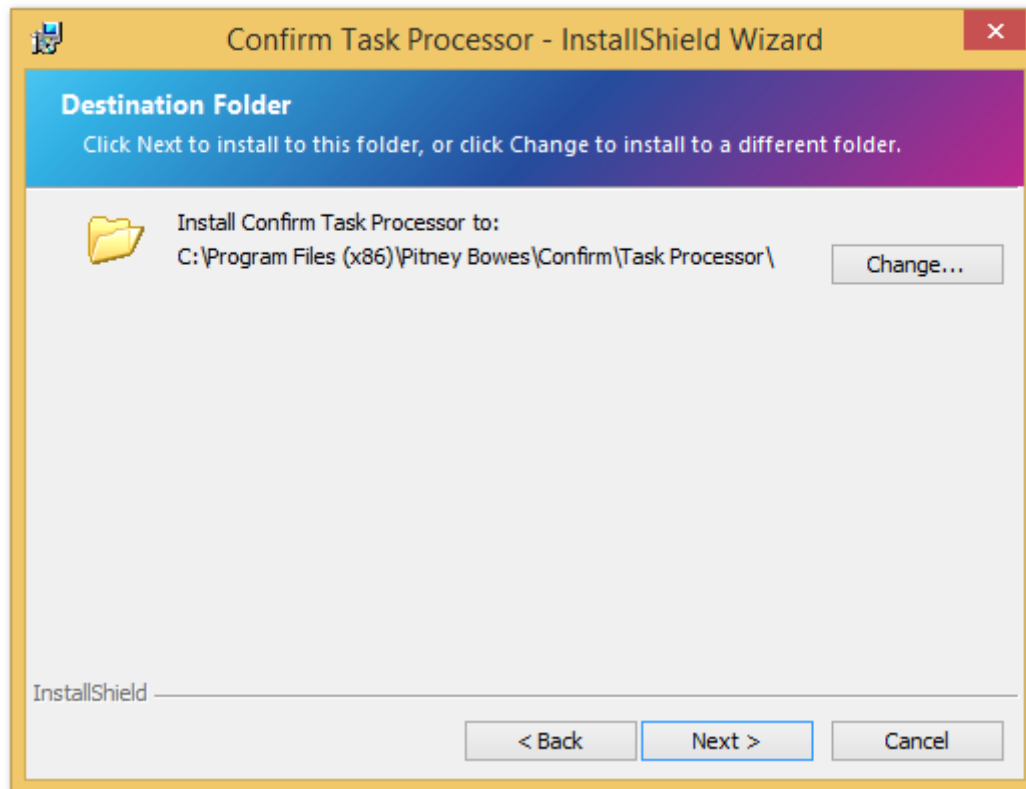 Confirm Task Processor - InstallShield Wizard
Destination Folder
Click Next to install to this folder, or click Change to install to a different folder.
Install Confirm Task Processor to:
C:\Program Files (x86)\Pitney Bowes\Confirm\Task Processor\
Change...
InstallShield
< Back
Next >
Cancel